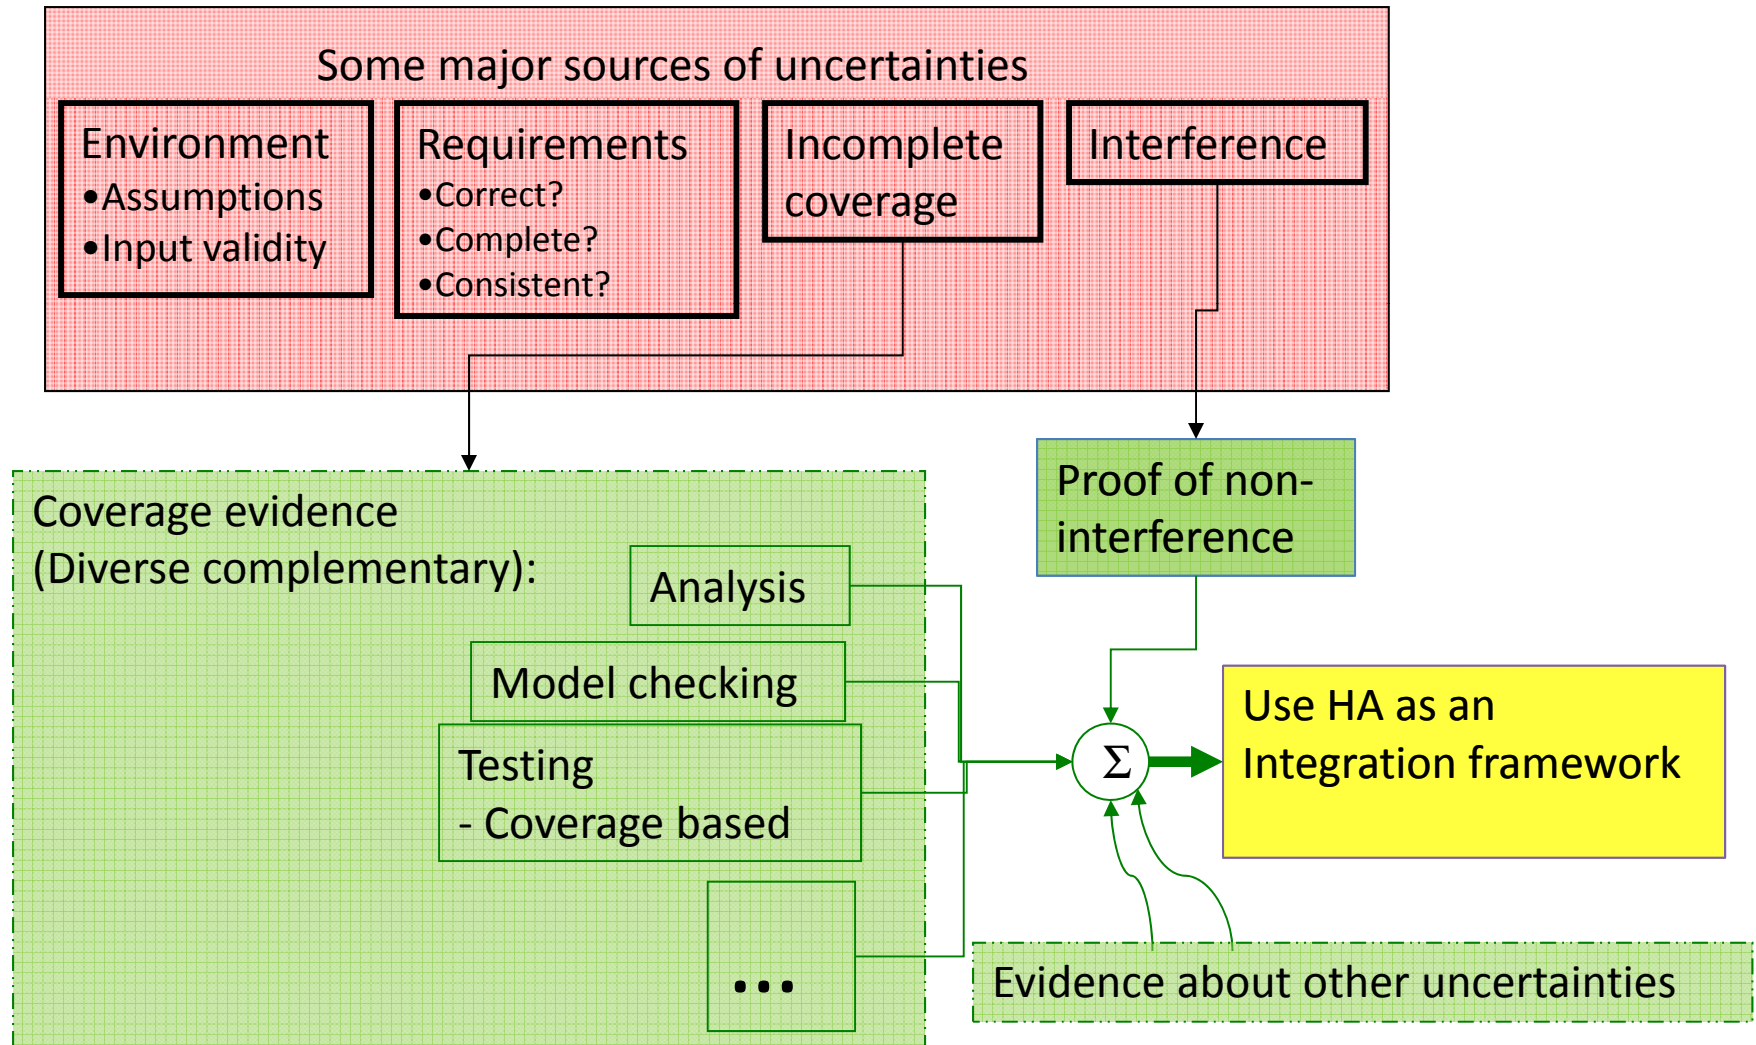 Some major sources of uncertainties
Environment
•Assumptions
•Input validity
Requirements
•Correct?
•Complete?
•Consistent?
Incomplete
coverage
Interference
Coverage evidence
(Diverse complementary):
Analysis
Model checking
Testing
- Coverage based
...
Proof of non-
interference
Σ
Use HA as an
Integration framework
Evidence about other uncertainties